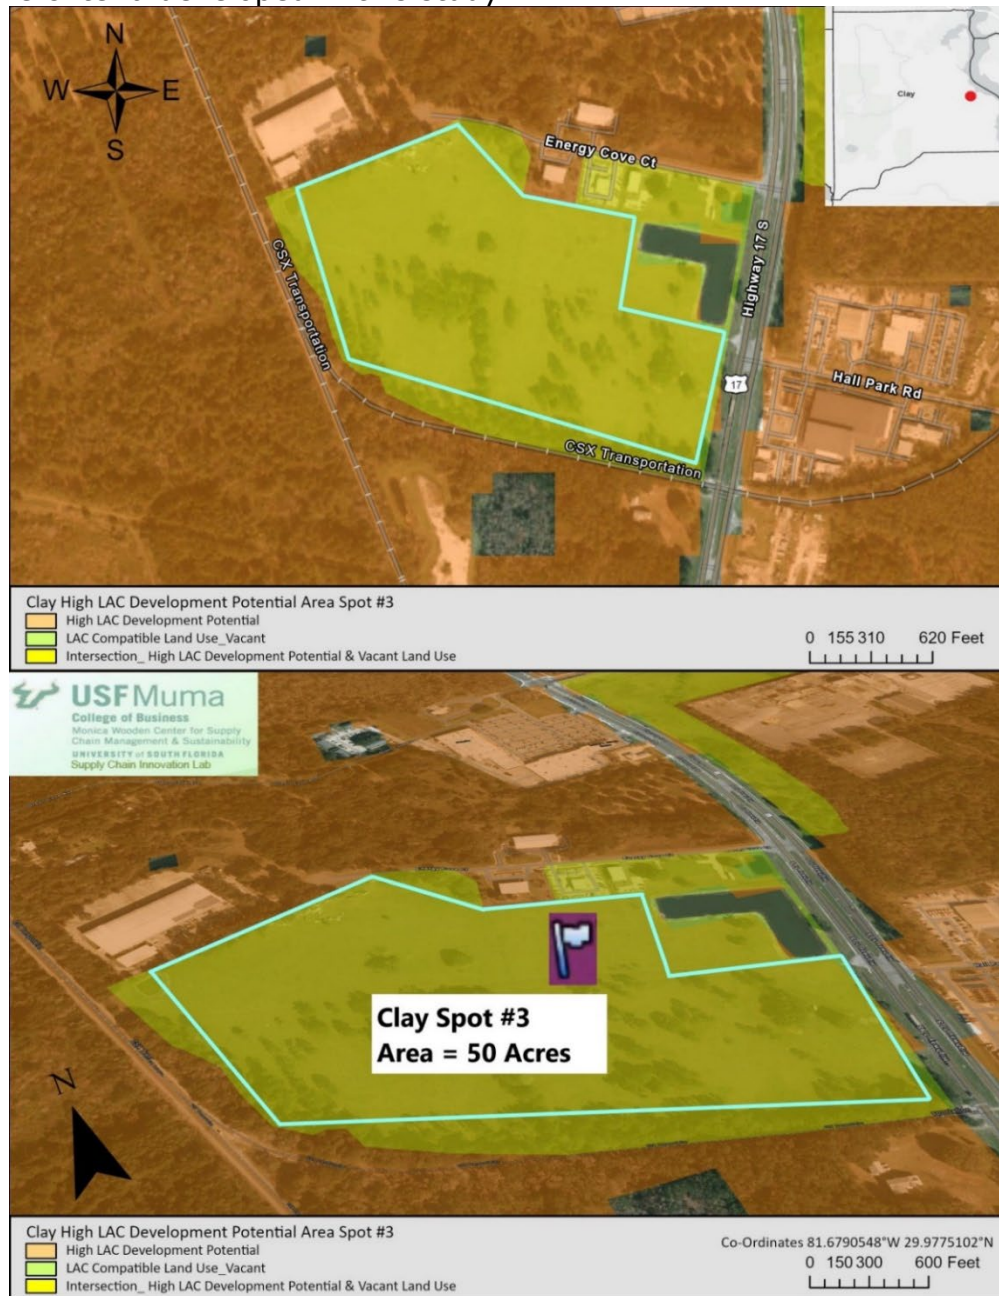 N
W E
S
Clay
Energy Cove Ct
CSX Transportation
Highway 17 S
17
Hall Park Rd
CSX Transportation
Clay High LAC Development Potential Area Spot #3
High LAC Development Potential
LAC Compatible Land Use_Vacant
Intersection_ High LAC Development Potential & Vacant Land Use
0 155 310 620 Feet
USF Muma
College of Business
Monica Wooden Center for Supply
Chain Management & Sustainability
UNIVERSITY of SOUTH FLORIDA
Supply Chain Innovation Lab
Clay Spot #3
Area = 50 Acres
N
Clay High LAC Development Potential Area Spot #3
High LAC Development Potential
LAC Compatible Land Use_Vacant
Intersection_ High LAC Development Potential & Vacant Land Use
Co-Ordinates 81.6790548°W 29.9775102°N
0 150 300 600 Feet